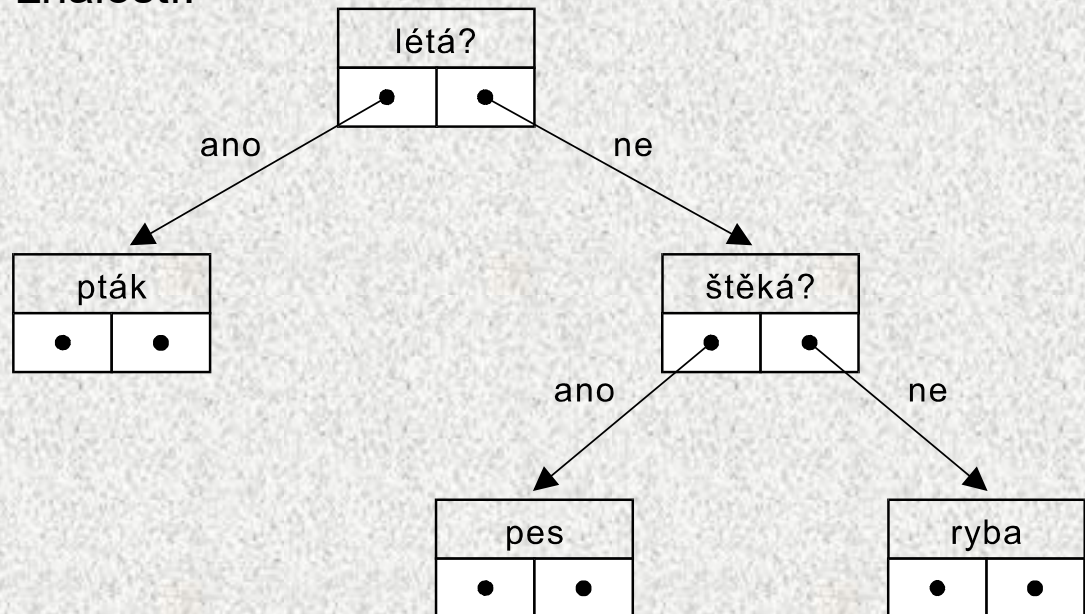 létá?
ano
ne
pták
štěká?
ano
ne
pes
ryba